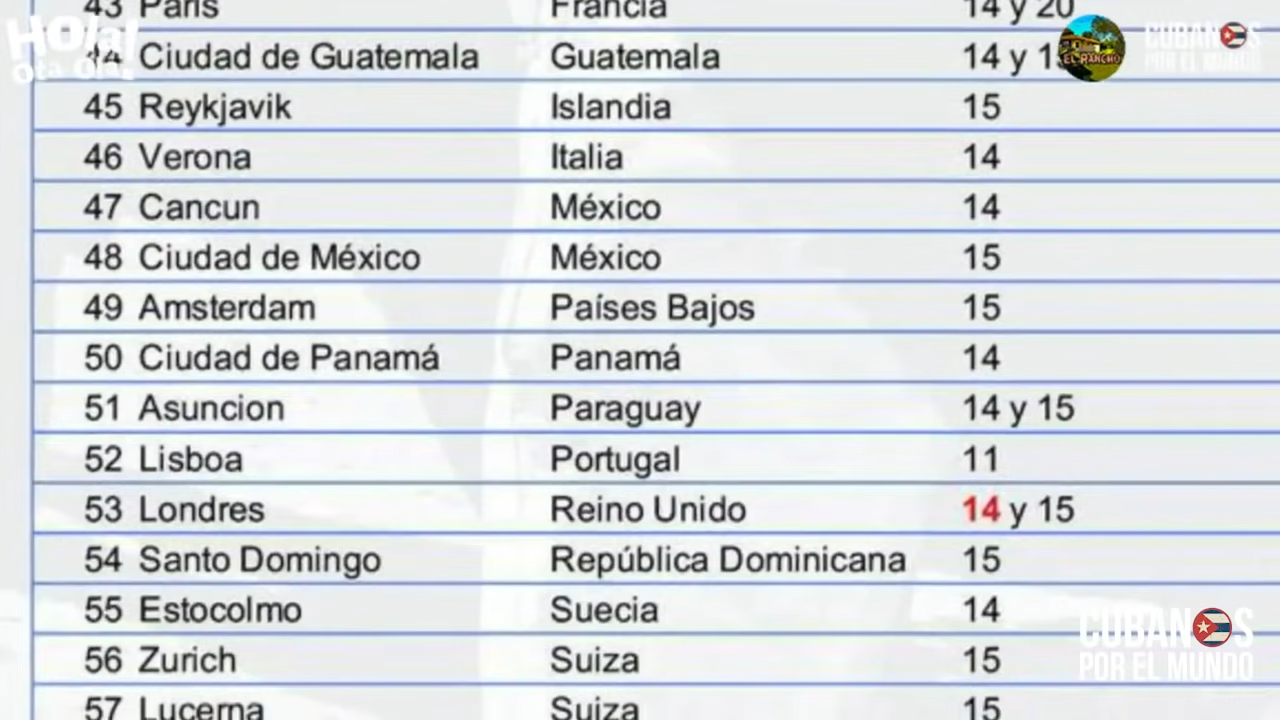 43 París Francia 14 y 20
Ciudad de Guatemala Guatemala 14 y
45 Reykjavik Islandia 15
46 Verona Italia 14
47 Cancun México 14
48 Ciudad de México México 15
49 Amsterdam Países Bajos 15
50 Ciudad de Panamá Panamá 14
51 Asuncion Paraguay 14 y 15
52 Lisboa Portugal 11
53 Londres Reino Unido 14 y 15
54 Santo Domingo República Dominicana 15
55 Estocolmo Suecia 14
56 Zurich Suiza 15
57 Lucerna Suiza 15
HOla!
Ota Ola!
EL RANCHO
CUBANOS
POR EL MUNDO
CUBANOS
POR EL MUNDO